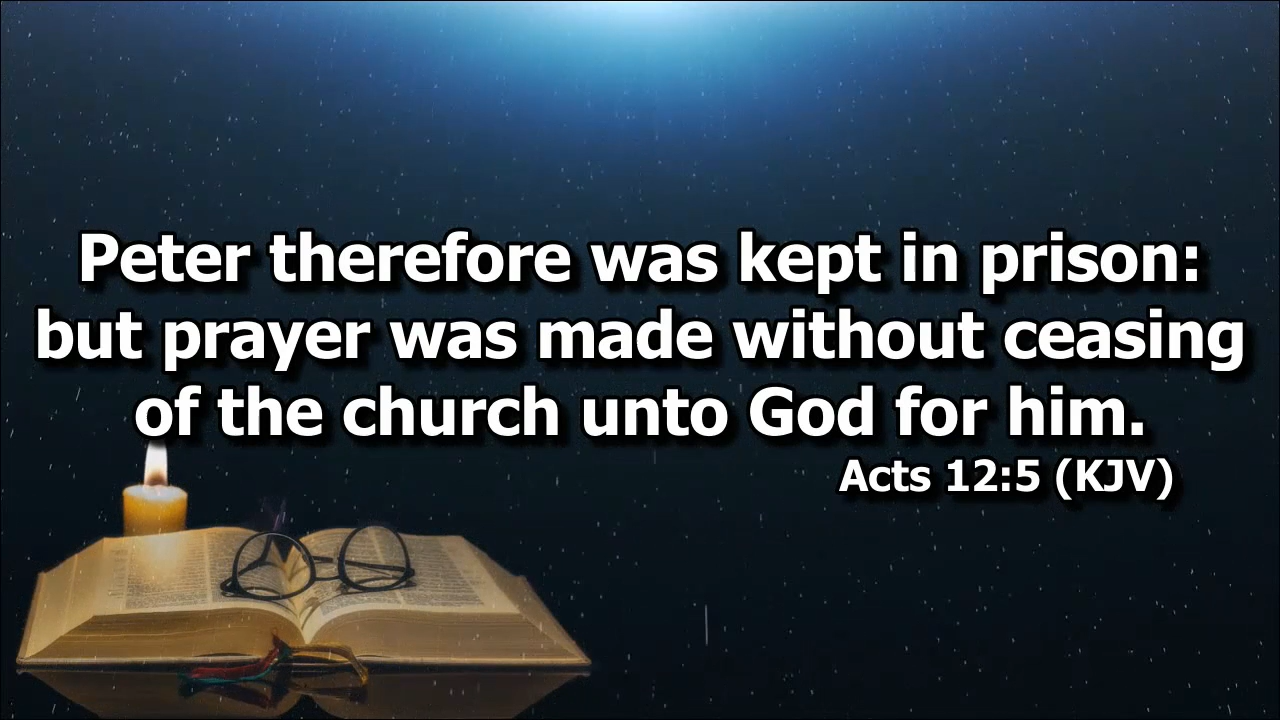 Peter therefore was kept in prison:
but prayer was made without ceasing
of the church unto God for him.
Acts 12:5 (KJV)